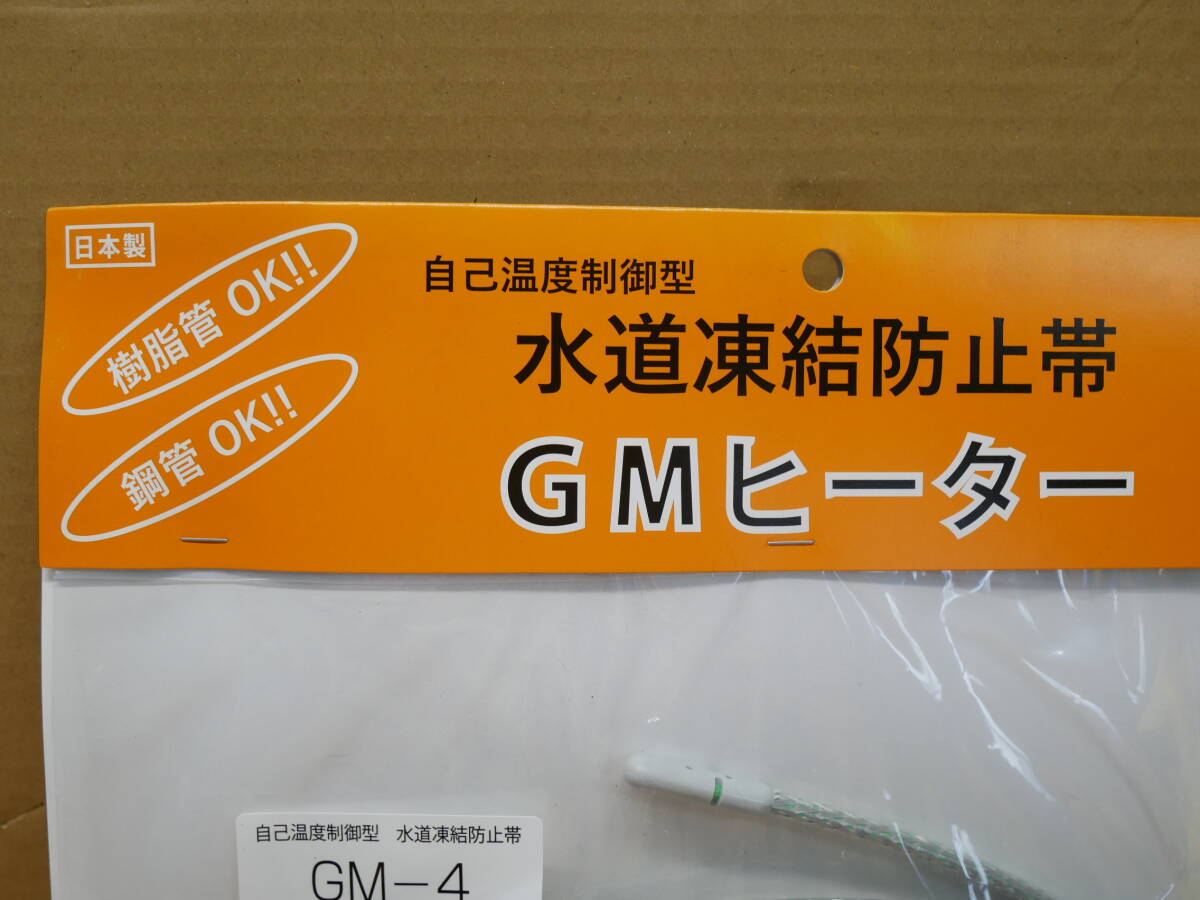 日本製
樹脂管 OK!!
鋼管 OK!!
自己温度制御型
水道凍結防止帯
GMヒーター
自己温度制御型　水道凍結防止帯
GM−4